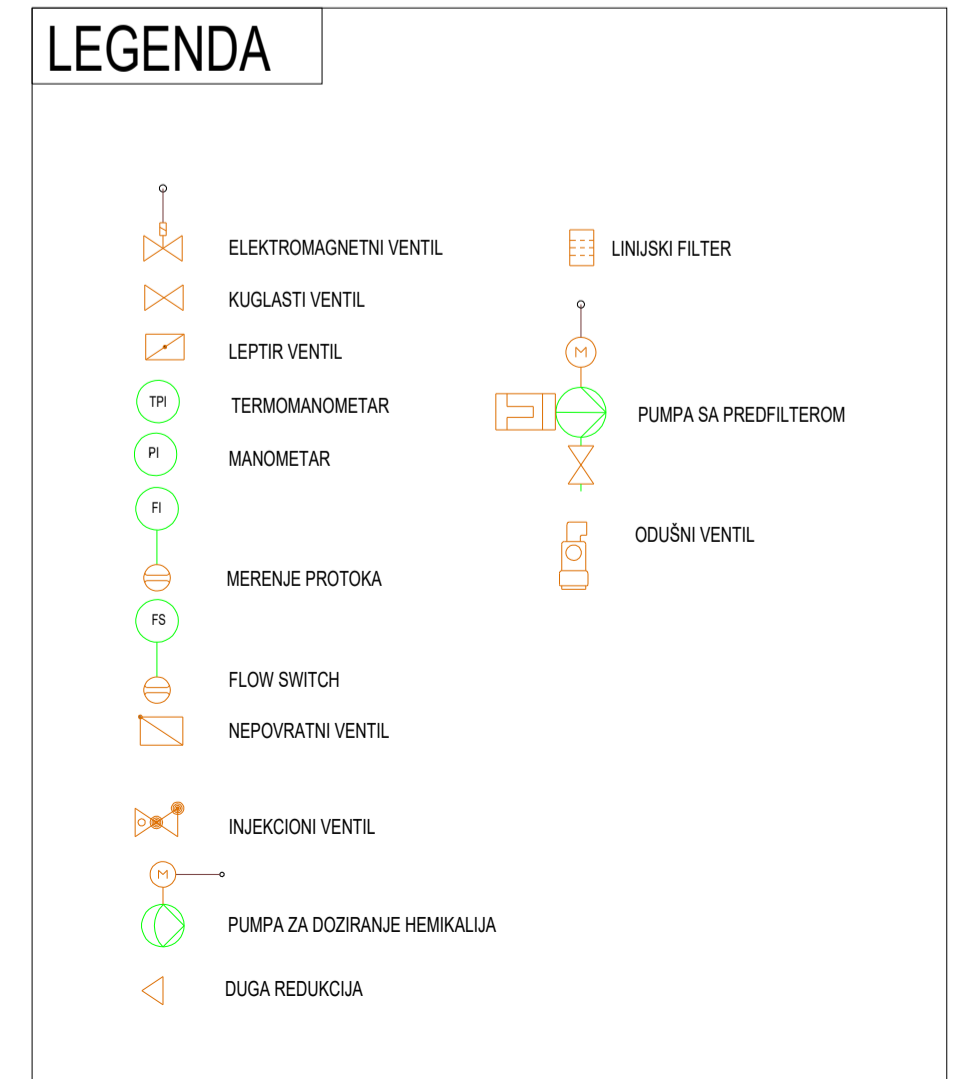 LEGENDA
ELEKTROMAGNETNI VENTIL
KUGLASTI VENTIL
LEPTIR VENTIL
TPI TERMOMANOMETAR
PI MANOMETAR
FI
MERENJE PROTOKA
FS
FLOW SWITCH
NEPOVRATNI VENTIL
INJEKCIONI VENTIL
M
PUMPA ZA DOZIRANJE HEMIKALIJA
DUGA REDUKCIJA
LINIJSKI FILTER
M
PUMPA SA PREDFILTEROM
ODUŠNI VENTIL